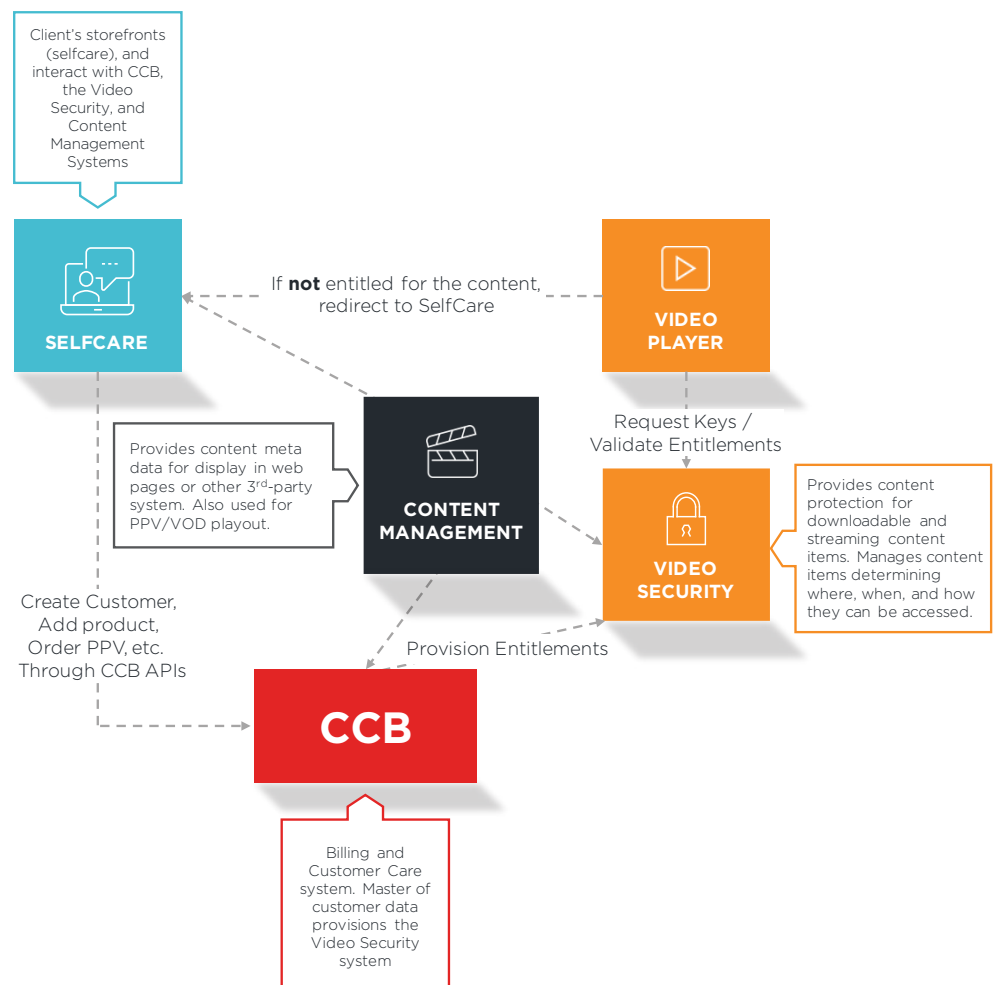 Client's storefronts
(selfcare), and
interact with CCB,
the Video
Security, and
Content
Management
Systems
SELFCARE
If not entitled for the content,
redirect to SelfCare
VIDEO
PLAYER
Request Keys /
Validate Entitlements
Provides content meta
data for display in web
pages or other 3rd-party
system. Also used for
PPV/VOD playout.
CONTENT
MANAGEMENT
VIDEO
SECURITY
Provides content
protection for
downloadable and
streaming content
items. Manages content
items determining
where, when, and how
they can be accessed.
Create Customer,
Add product,
Order PPV, etc.
Through CCB APIs
Provision Entitlements
CCB
Billing and
Customer Care
system. Master of
customer data
provisions the
Video Security
system